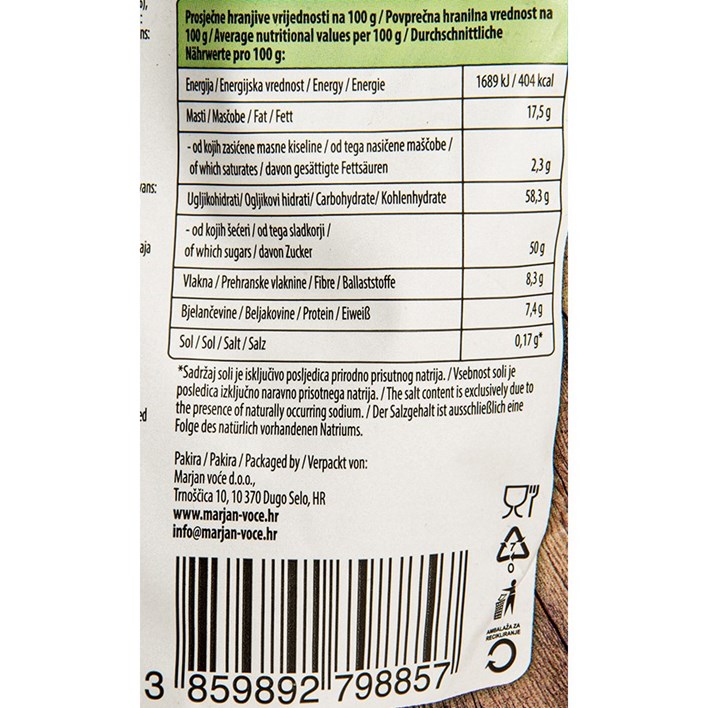 ns:
Prosječne hranjive vrijednosti na 100 g / Povprečna hranilna vrednost na
100 g / Average nutritional values per 100 g / Durchschnittliche
Nährwerte pro 100 g:
Energija / Energijska vrednost / Energy / Energie 1689 kJ / 404 kcal
Masti / Maščobe / Fat / Fett 17,5 g
- od kojih zasićene masne kiseline / od tega nasičene maščobe /
of which saturates / davon gesättigte Fettsäuren 2,3 g
vans:
Ugljikohidrati/ Ogljikovi hidrati/ Carbohydrate/ Kohlenhydrate 58,3 g
- od kojih šećeri / od tega sladkorji /
of which sugars / davon Zucker 50 g
aja
Vlakna / Prehranske vlaknine / Fibre / Ballaststoffe 8,3 g
Bjelančevine / Beljakovine / Protein / Eiweiß 7,4 g
Sol / Sol / Salt / Salz 0,17 g*
*Sadržaj soli je isključivo posljedica prirodno prisutnog natrija. / Vsebnost soli je
posledica izključno naravno prisotnega natrija. / The salt content is exclusively due to
the presence of naturally occurring sodium. / Der Salzgehalt ist ausschließlich eine
Folge des natürlich vorhandenen Natriums.
ed
Pakira / Pakira / Packaged by / Verpackt von:
Marjan voće d.o.o.,
Trnoščica 10, 10 370 Dugo Selo, HR
www.marjan-voce.hr
info@marjan-voce.hr
7
O
AMBALAŽA ZA
RECIKLIRANJE
3 859892 798857